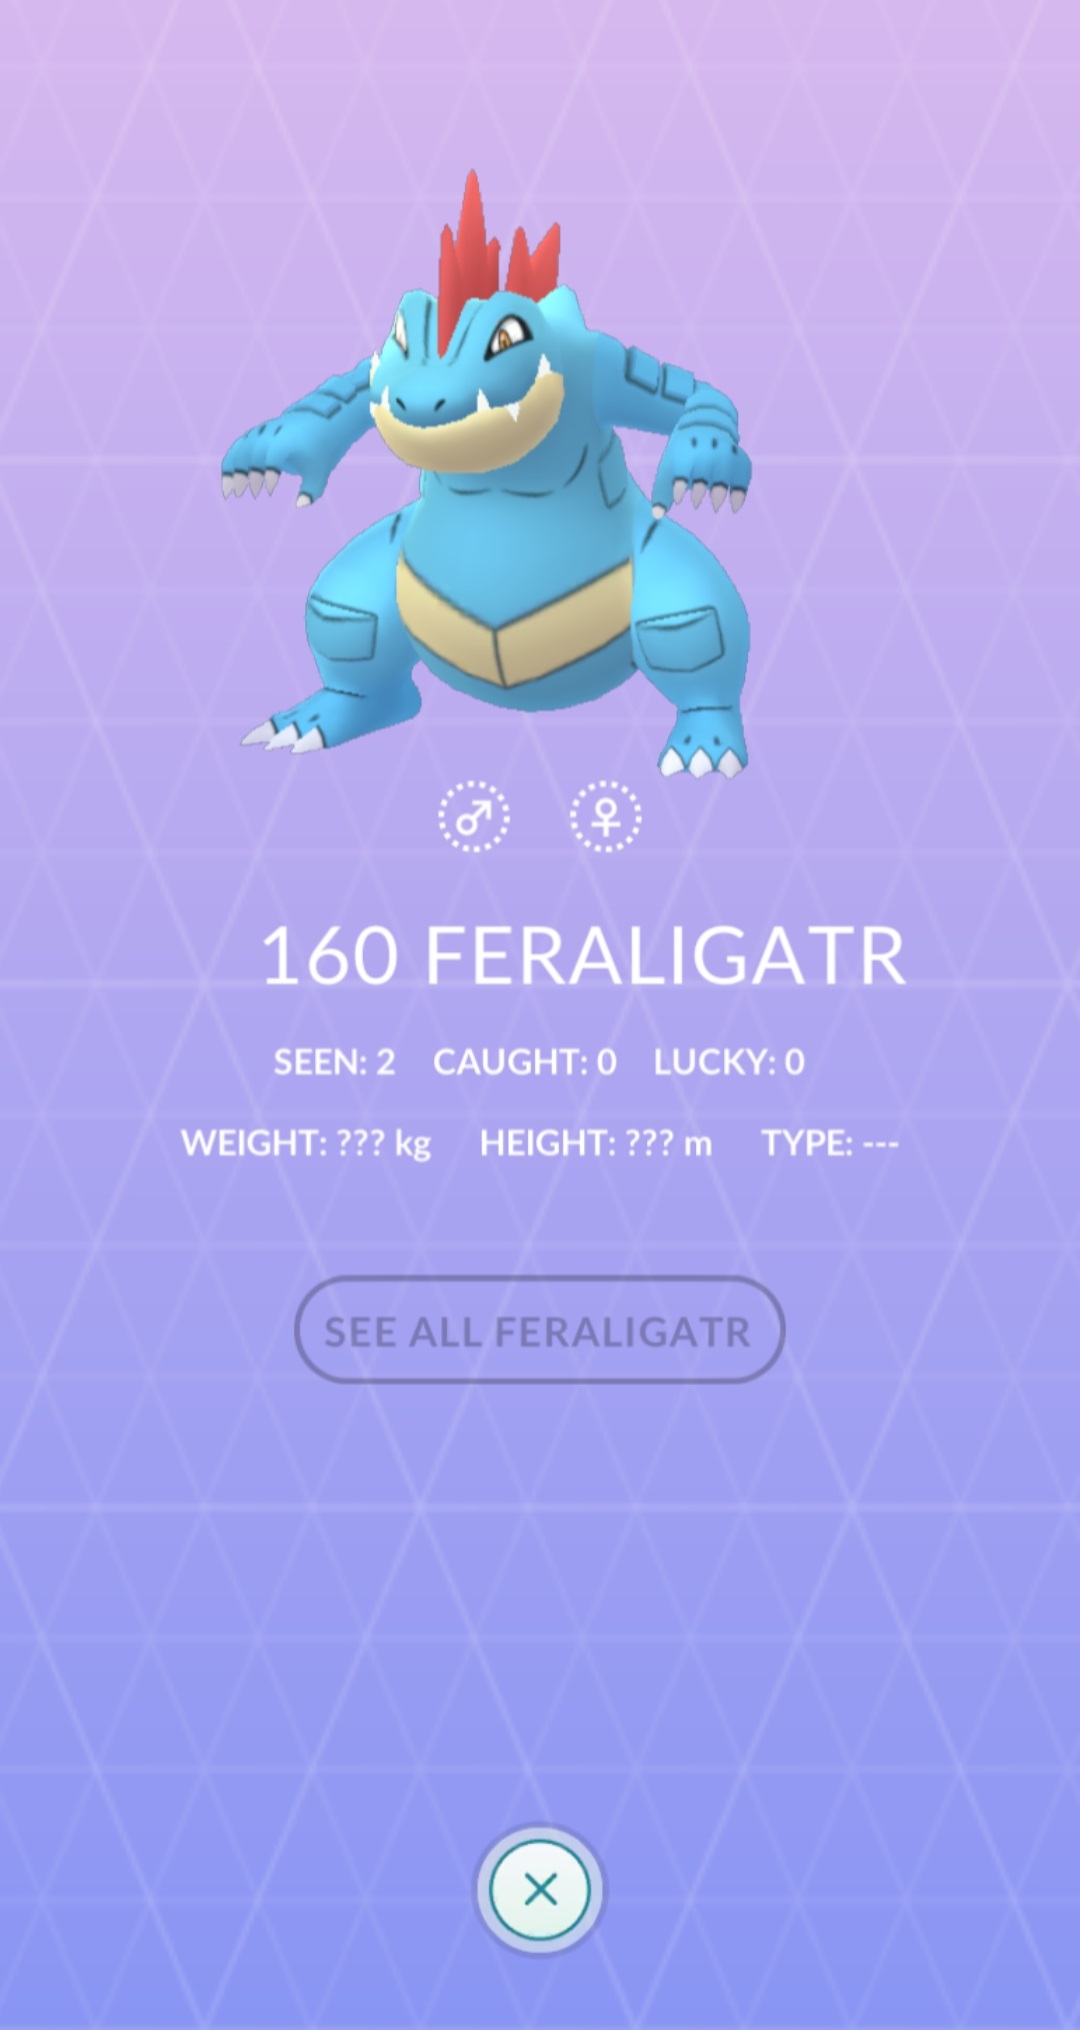 160 FERALIGATR
SEEN: 2 CAUGHT: 0 LUCKY: 0
WEIGHT: ??? kg HEIGHT: ??? m TYPE: ---
SEE ALL FERALIGATR